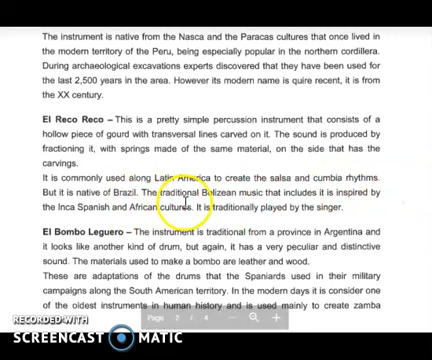 The instrument is native from the Nasca and the Paracas cultures that once lived in
the modern territory of the Peru, being especially popular in the northern cordillera.
During archaeological excavations experts discovered that they have been used for
the last 2,500 years in the area. However its modern name is quire recent, it is from
the XX century.
El Reco Reco – This is a pretty simple percussion instrument that consists of a
hollow piece of gourd with transversal lines carved on it. The sound is produced by
fractioning it, with springs made of the same material, on the side that has the
carvings.
It is commonly used along Latin America to create the salsa and cumbia rhythms.
But it is native of Brazil. The traditional Belizean music that includes it is inspired by
the Inca Spanish and African cultures. It is traditionally played by the singer.
El Bombo Leguero – The instrument is traditional from a province in Argentina and
it looks like another kind of drum, but again, it has a very peculiar and distinctive
sound. The materials used to make a bombo are leather and wood.
These are adaptations of the drums that the Spaniards used in their military
campaigns along the South American territory. In the modern days it is consider one
of the oldest instruments in human history and is used mainly to create zamba
Page 2 / 4
RECORDED WITH
SCREENCAST MATIC